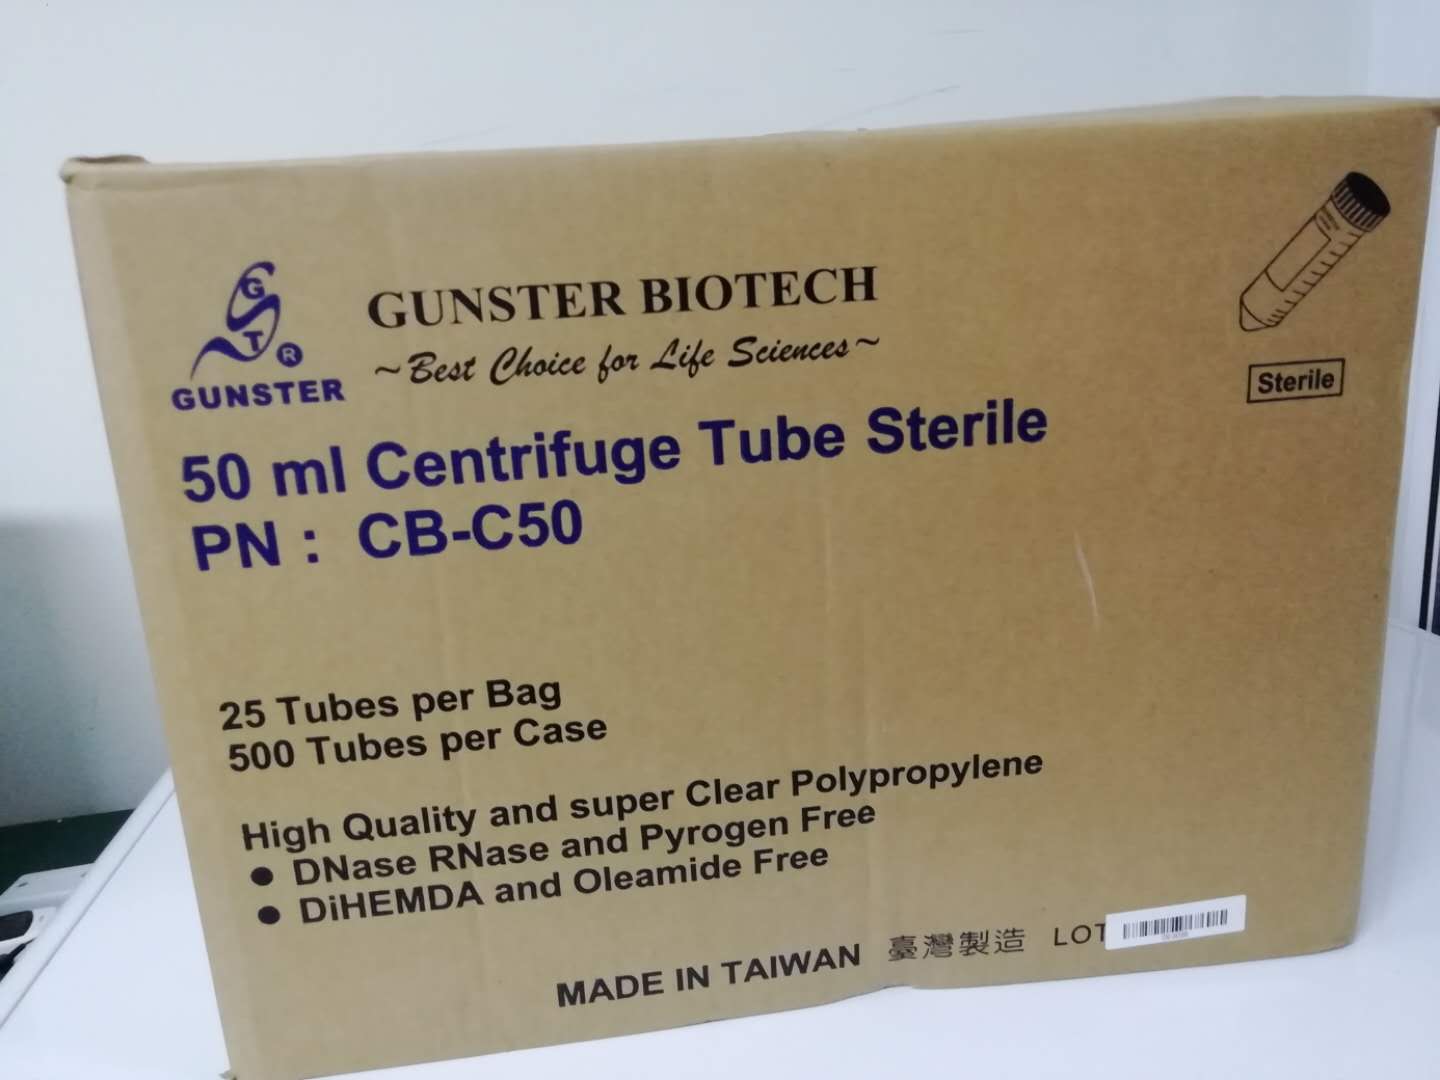 G
S
T ®
GUNSTER
GUNSTER BIOTECH
~Best Choice for Life Sciences~
Sterile
50 ml Centrifuge Tube Sterile
PN : CB-C50
25 Tubes per Bag
500 Tubes per Case
High Quality and super Clear Polypropylene
● DNase RNase and Pyrogen Free
● DiHEMDA and Oleamide Free
MADE IN TAIWAN 臺灣製造 LOT